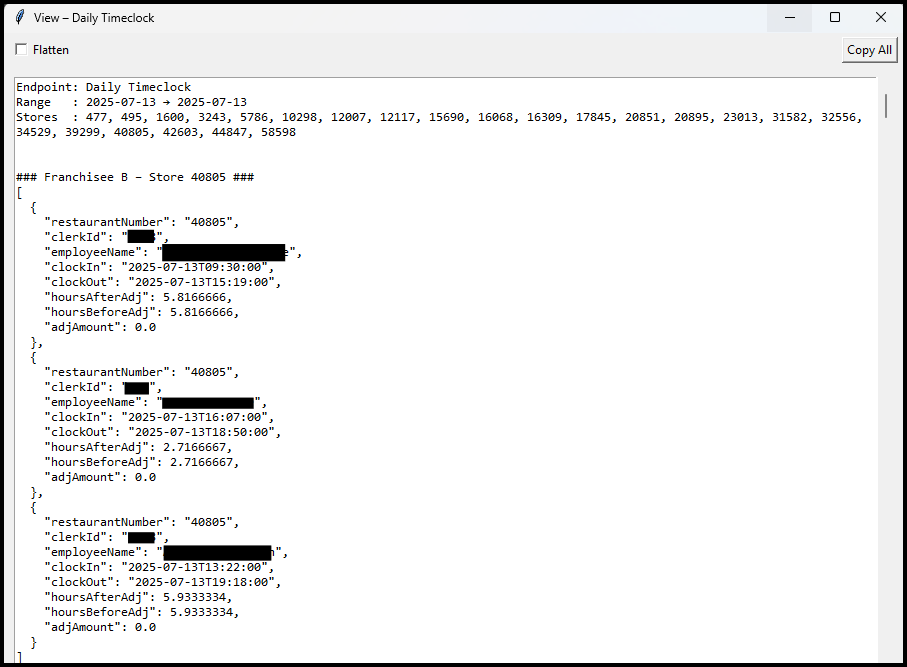 View – Daily Timeclock
Flatten
Copy All
Endpoint: Daily Timeclock
Range   : 2025-07-13 → 2025-07-13
Stores  : 477, 495, 1600, 3243, 5786, 10298, 12007, 12117, 15690, 16068, 16309, 17845, 20851, 20895, 23013, 31582, 32556,
34529, 39299, 40805, 42603, 44847, 58598
### Franchisee B – Store 40805 ###
[
  {
    "restaurantNumber": "40805",
    "clerkId": "",
    "employeeName": "e",
    "clockIn": "2025-07-13T09:30:00",
    "clockOut": "2025-07-13T15:19:00",
    "hoursAfterAdj": 5.8166666,
    "hoursBeforeAdj": 5.8166666,
    "adjAmount": 0.0
  },
  {
    "restaurantNumber": "40805",
    "clerkId": "",
    "employeeName": "",
    "clockIn": "2025-07-13T16:07:00",
    "clockOut": "2025-07-13T18:50:00",
    "hoursAfterAdj": 2.7166667,
    "hoursBeforeAdj": 2.7166667,
    "adjAmount": 0.0
  },
  {
    "restaurantNumber": "40805",
    "clerkId": "",
    "employeeName": "",
    "clockIn": "2025-07-13T13:22:00",
    "clockOut": "2025-07-13T19:18:00",
    "hoursAfterAdj": 5.9333334,
    "hoursBeforeAdj": 5.9333334,
    "adjAmount": 0.0
  }
]